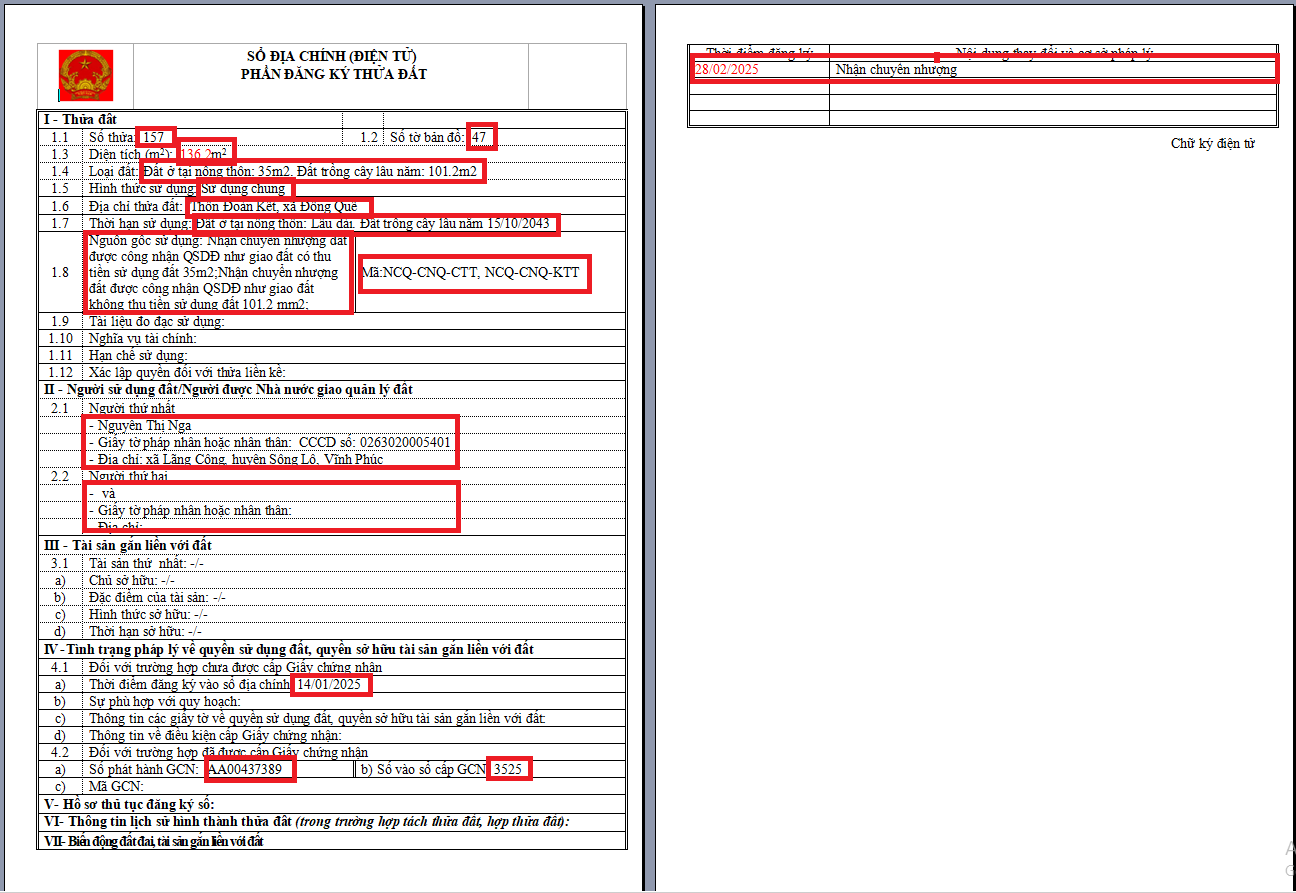 SỔ ĐỊA CHÍNH (ĐIỆN TỬ)
PHẦN ĐĂNG KÝ THỬA ĐẤT
I - Thửa đất
1.1 Số thửa: 157 1.2 Số tờ bản đồ: 47
1.3 Diện tích (m2): 136.2m2
1.4 Loại đất: Đất ở tại nông thôn: 35m2. Đất trồng cây lâu năm: 101.2m2
1.5 Hình thức sử dụng: Sử dụng chung
1.6 Địa chỉ thửa đất: Thôn Đoàn Kết, xã Đồng Quế
1.7 Thời hạn sử dụng: Đất ở tại nông thôn: Lâu dài. Đất trồng cây lâu năm 15/10/2043
1.8 Nguồn gốc sử dụng: Nhận chuyển nhượng đất
được công nhận QSDĐ như giao đất có thu
tiền sử dụng đất 35m2;Nhận chuyển nhượng
đất được công nhận QSDĐ như giao đất
không thu tiền sử dụng đất 101.2 mm2;
Mã:NCQ-CNQ-CTT, NCQ-CNQ-KTT
1.9 Tài liệu đo đạc sử dụng:
1.10 Nghĩa vụ tài chính:
1.11 Hạn chế sử dụng:
1.12 Xác lập quyền đối với thửa liền kề:
II - Người sử dụng đất/Người được Nhà nước giao quản lý đất
2.1 Người thứ nhất
- Nguyễn Thị Nga
- Giấy tờ pháp nhân hoặc nhân thân: CCCD số: 0263020005401
- Địa chỉ: xã Lãng Công, huyện Sông Lô, Vĩnh Phúc
2.2 Người thứ hai
- và
- Giấy tờ pháp nhân hoặc nhân thân:
- Địa chỉ:
III - Tài sản gắn liền với đất
3.1 Tài sản thứ nhất: -/-
a) Chủ sở hữu: -/-
b) Đặc điểm của tài sản: -/-
c) Hình thức sở hữu: -/-
d) Thời hạn sở hữu: -/-
IV -Tình trạng pháp lý về quyền sử dụng đất, quyền sở hữu tài sản gắn liền với đất
4.1 Đối với trường hợp chưa được cấp Giấy chứng nhận
a) Thời điểm đăng ký vào sổ địa chính: 14/01/2025
b) Sự phù hợp với quy hoạch:
c) Thông tin các giấy tờ về quyền sử dụng đất, quyền sở hữu tài sản gắn liền với đất:
d) Thông tin về điều kiện cấp Giấy chứng nhận:
4.2 Đối với trường hợp đã được cấp Giấy chứng nhận
a) Số phát hành GCN: AA00437389 b) Số vào sổ cấp GCN: 3525
c) Mã GCN:
V- Hồ sơ thủ tục đăng ký số:
VI- Thông tin lịch sử hình thành thửa đất (trong trường hợp tách thửa đất, hợp thửa đất):
VII- Biến động đất đai, tài sản gắn liền với đất
Thời điểm đăng ký Nội dung thay đổi và cơ sở pháp lý
28/02/2025 Nhận chuyển nhượng
Chữ ký điện tử